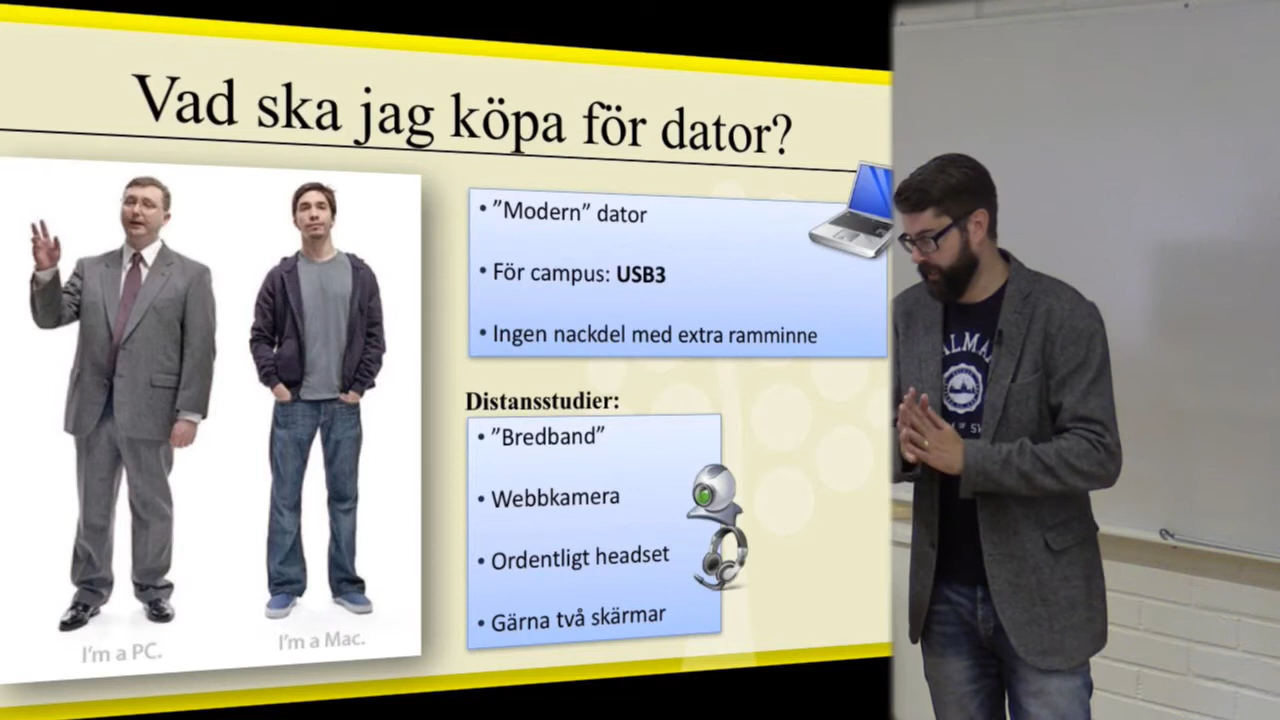 Vad ska jag köpa för dator?
• ”Modern” dator
• För campus: USB3
• Ingen nackdel med extra ramminne
Distansstudier:
• ”Bredband”
• Webbkamera
• Ordentligt headset
• Gärna två skärmar
I’m a PC.
I’m a Mac.